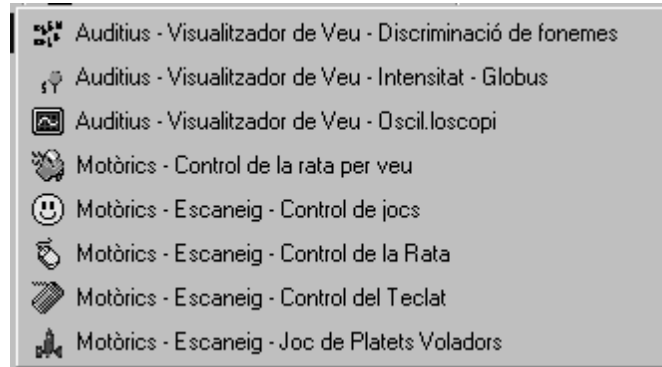 Auditius - Visualitzador de Veu - Discriminació de fonemes
Auditius - Visualitzador de Veu - Intensitat - Globus
Auditius - Visualitzador de Veu - Oscil.loscopi
Motòrics - Control de la rata per veu
Motòrics - Escaneig - Control de jocs
Motòrics - Escaneig - Control de la Rata
Motòrics - Escaneig - Control del Teclat
Motòrics - Escaneig - Joc de Platets Voladors